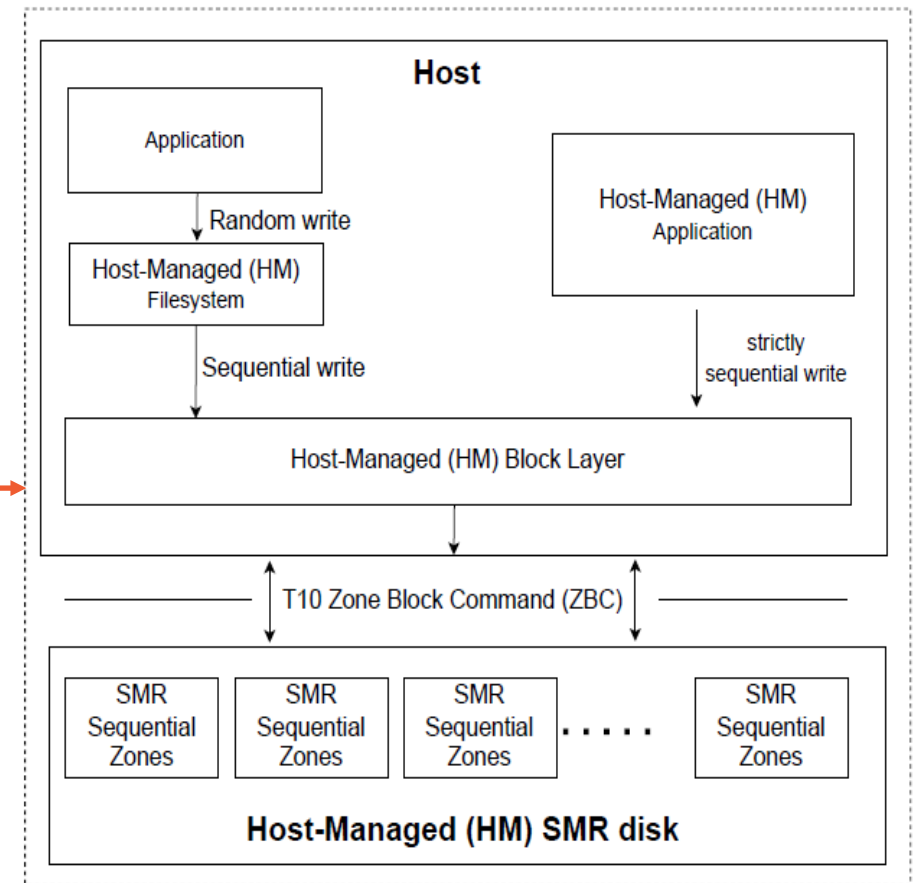 Host
Application
Random write
Host-Managed (HM)
Filesystem
Sequential write
Host-Managed (HM)
Application
strictly
sequential write
Host-Managed (HM) Block Layer
T10 Zone Block Command (ZBC)
SMR
Sequential
Zones
SMR
Sequential
Zones
SMR
Sequential
Zones
. . . . .
SMR
Sequential
Zones
Host-Managed (HM) SMR disk